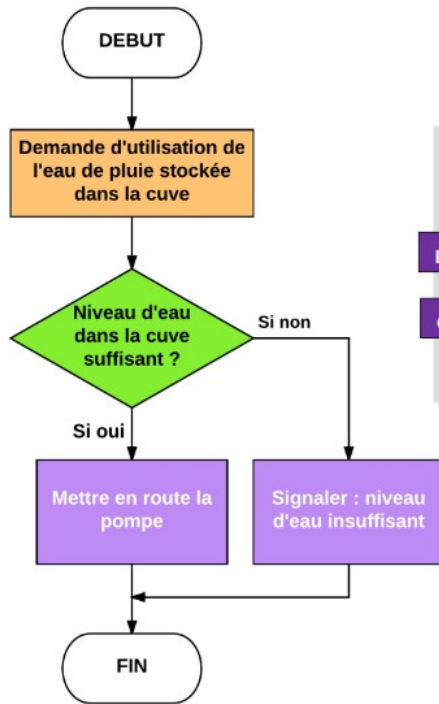 DEBUT
Demande d'utilisation de
l'eau de pluie stockée
dans la cuve
Niveau d'eau
dans la cuve
suffisant ?
Si non
Si oui
Mettre en route la
pompe
Signaler : niveau
d'eau insuffisant
FIN